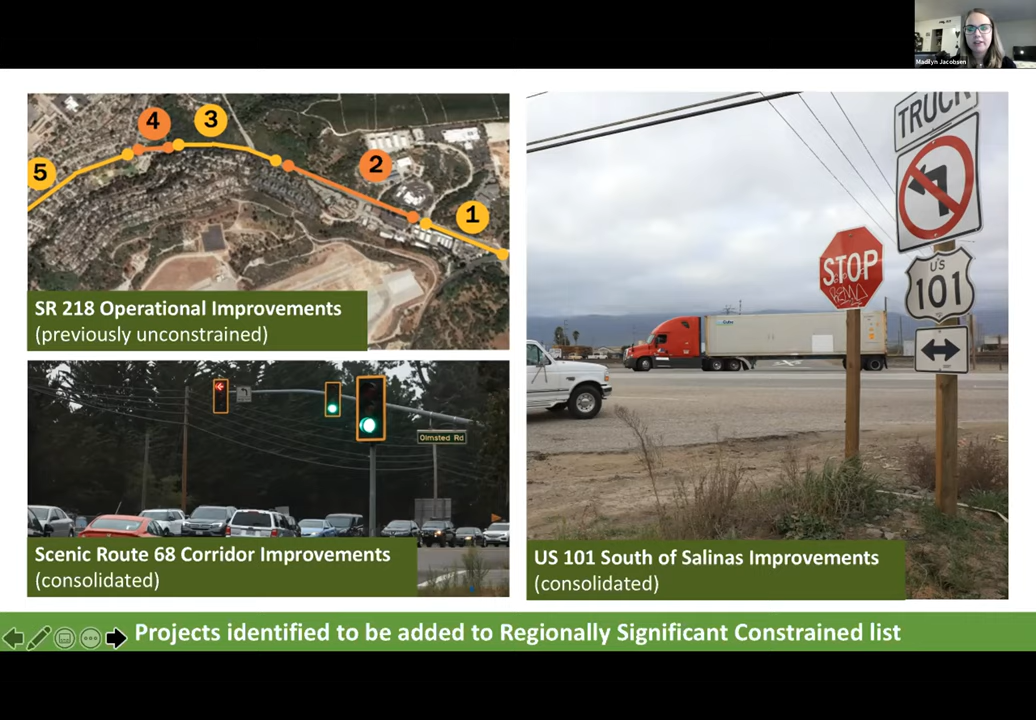 Madilyn Jacobsen
5
4
3
2
1
SR 218 Operational Improvements
(previously unconstrained)
Olmsted Rd
Scenic Route 68 Corridor Improvements
(consolidated)
TRUCK
STOP
US
101
US 101 South of Salinas Improvements
(consolidated)
Projects identified to be added to Regionally Significant Constrained list